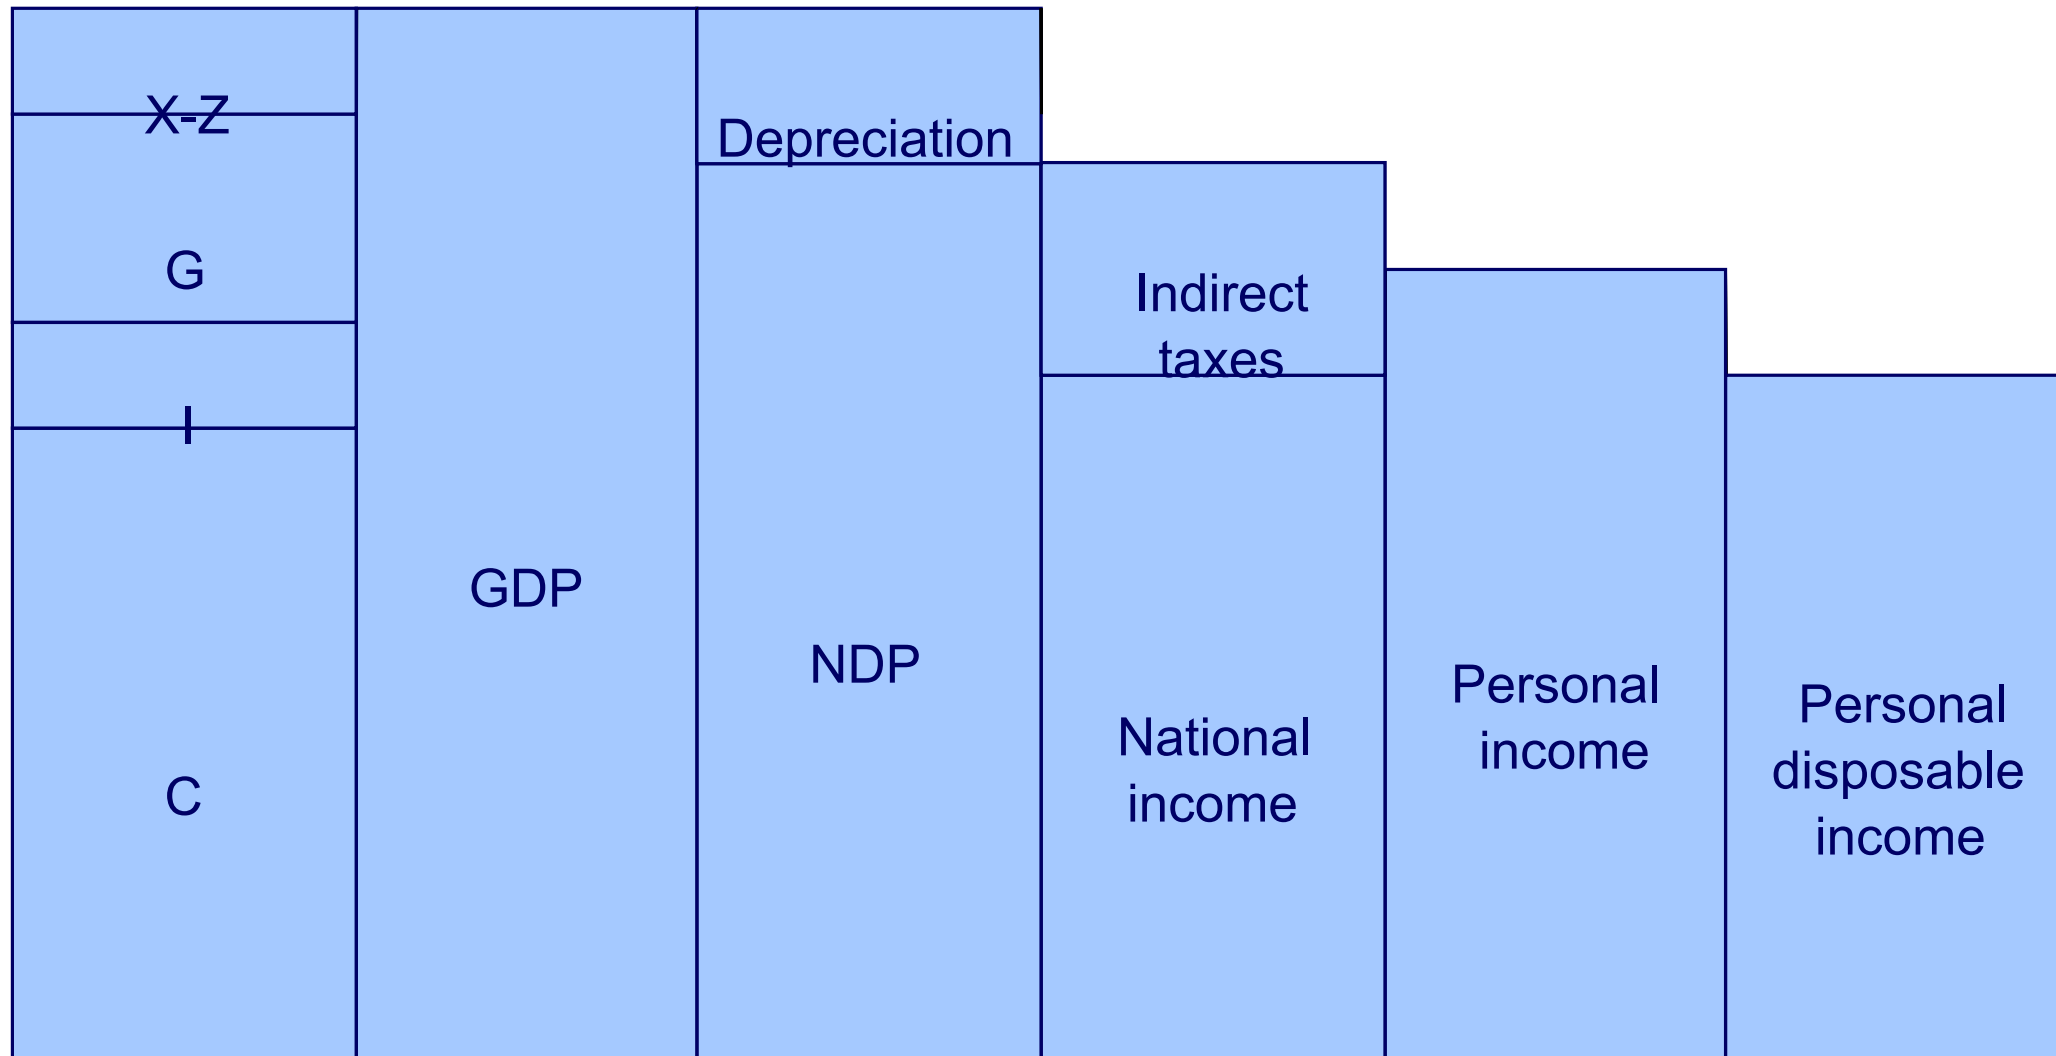 X-Z
G
I
C
GDP
Depreciation
NDP
Indirect
taxes
National
income
Personal
income
Personal
disposable
income